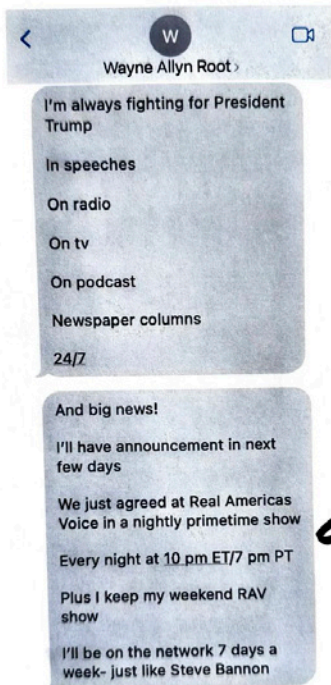 W
Wayne Allyn Root >
I'm always fighting for President
Trump
In speeches
On radio
On tv
On podcast
Newspaper columns
24/7
And big news!
I'll have announcement in next
few days
We just agreed at Real Americas
Voice in a nightly primetime show
Every night at 10 pm ET/7 pm PT
Plus I keep my weekend RAV
show
I'll be on the network 7 days a
week- just like Steve Bannon